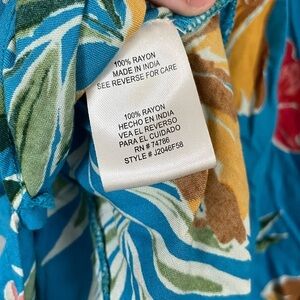 100% RAYON
MADE IN INDIA
SEE REVERSE FOR CARE
100% RAYON
HECHO EN INDIA
VEA EL REVERSO
PARA EL CUIDADO
RN # 74786
STYLE # J2046F58